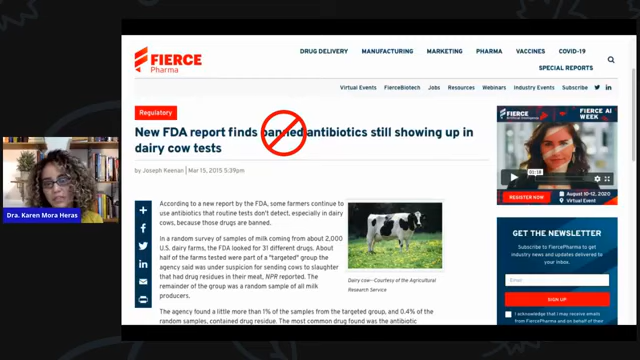 FIERCE
Pharma
DRUG DELIVERY MANUFACTURING MARKETING PHARMA VACCINES COVID-19
SPECIAL REPORTS
Virtual Events FierceBiotech Jobs Resources Webinars Industry Events Subscribe
Regulatory
New FDA report finds banned antibiotics still showing up in
dairy cow tests
by Joseph Keenan | Mar 15, 2015 5:39pm
According to a new report by the FDA, some farmers continue to
use antibiotics that routine tests don't detect, especially in dairy
cows, because those drugs are banned.
In a random survey of samples of milk coming from about 2,000
U.S. dairy farms, the FDA looked for 31 different drugs. About
half of the farms tested were part of a "targeted" group the
agency said was under suspicion for sending cows to slaughter
that had drug residues in their meat, NPR reported. The
remainder of the group was a random sample of all milk
producers.
The agency found a little more than 1% of the samples from the
targeted group, and 0.4% of the
random samples, contained drug residue. The most common drug found was the antibiotic
Dairy cow—Courtesy of the Agricultural
Research Service
FIERCE
FIERCE AI
WEEK
01:18
REGISTER NOW
August 10-12, 2020
Virtual Event
GET THE NEWSLETTER
Subscribe to FiercePharma to get
industry news and updates delivered to
your inbox.
Email
SIGN UP
I acknowledge that I may receive emails
from FiercePharma and on behalf of
Dra. Karen Mora Heras